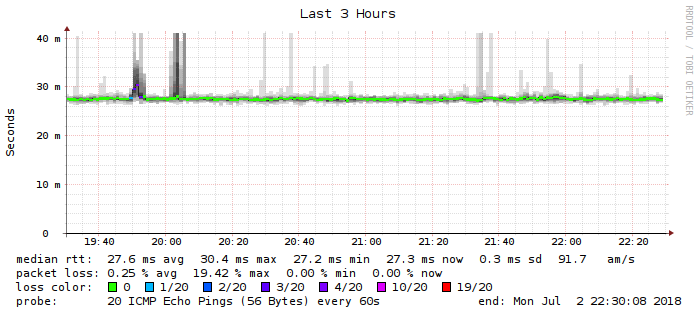 Last 3 Hours
RRDTOOL / TOBI OETIKER
Seconds
40 m
30 m
20 m
10 m
0
19:40 20:00 20:20 20:40 21:00 21:20 21:40 22:00 22:20
median rtt: 27.6 ms avg 30.4 ms max 27.2 ms min 27.3 ms now 0.3 ms sd 91.7 am/s
packet loss: 0.25 % avg 19.42 % max 0.00 % min 0.00 % now
loss color: 0 1/20 2/20 3/20 4/20 10/20 19/20
probe: 20 ICMP Echo Pings (56 Bytes) every 60s end: Mon Jul 2 22:30:08 2018